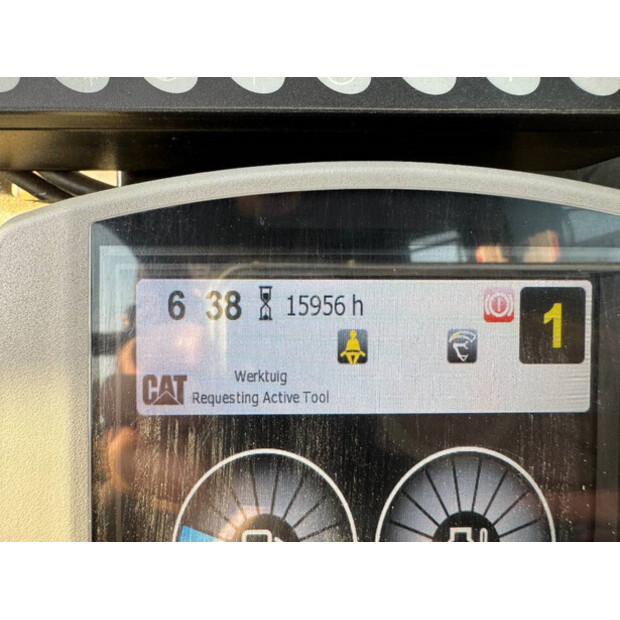 6 38 15956 h
1
Werktuig
CAT Requesting Active Tool